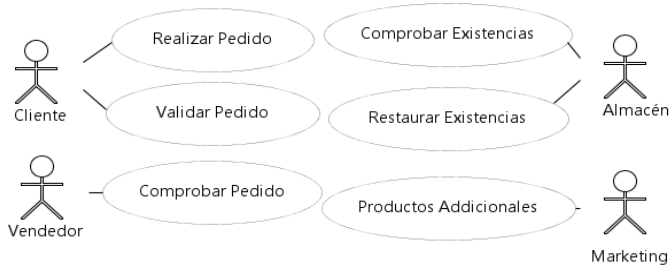 Realizar Pedido
Comprobar Existencias
Cliente
Validar Pedido
Restaurar Existencias
Almacén
Vendedor
Comprobar Pedido
Productos Addicionales
Marketing